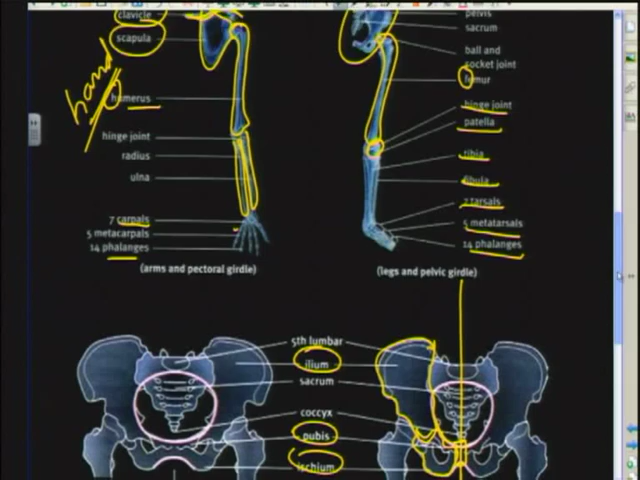 clavicle
scapula
hand
humerus
hinge joint
radius
ulna
7 carpals
5 metacarpals
14 phalanges
(arms and pectoral girdle)
pelvis
sacrum
ball and
socket joint
femur
hinge joint
patella
tibia
fibula
7 tarsals
5 metatarsals
14 phalanges
(legs and pelvic girdle)
5th lumbar
ilium
sacrum
coccyx
pubis
ischium